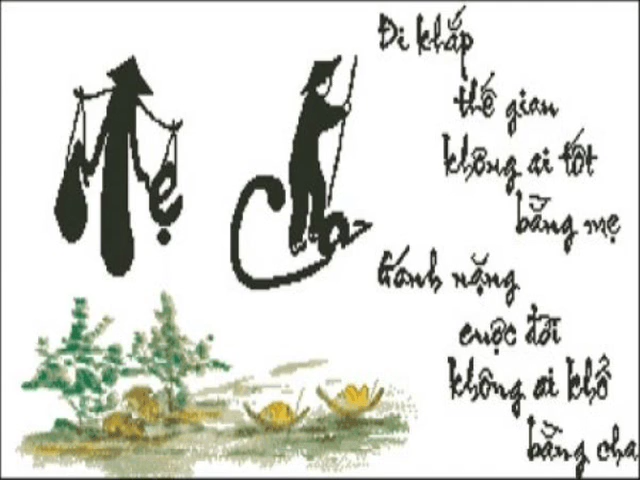 Mẹ Cha
Đi khắp
thế gian
không ai tốt
bằng mẹ
Gánh nặng
cuộc đời
không ai khổ
bằng cha